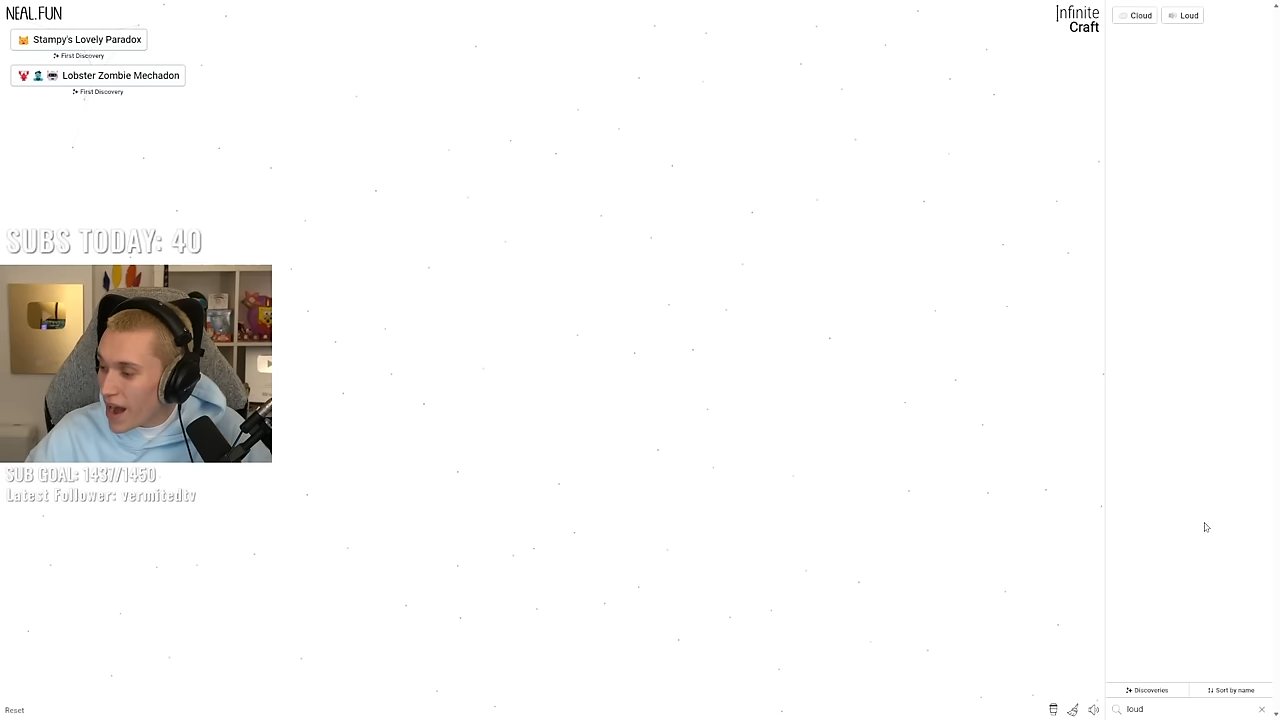 NEAL.FUN
Infinite
Craft
Stampy's Lovely Paradox
First Discovery
Lobster Zombie Mechadon
First Discovery
Cloud
Loud
SUBS TODAY: 40
SUB GOAL: 1437/1450
Latest Follower: vermitedtv
Discoveries
Sort by name
Reset
loud